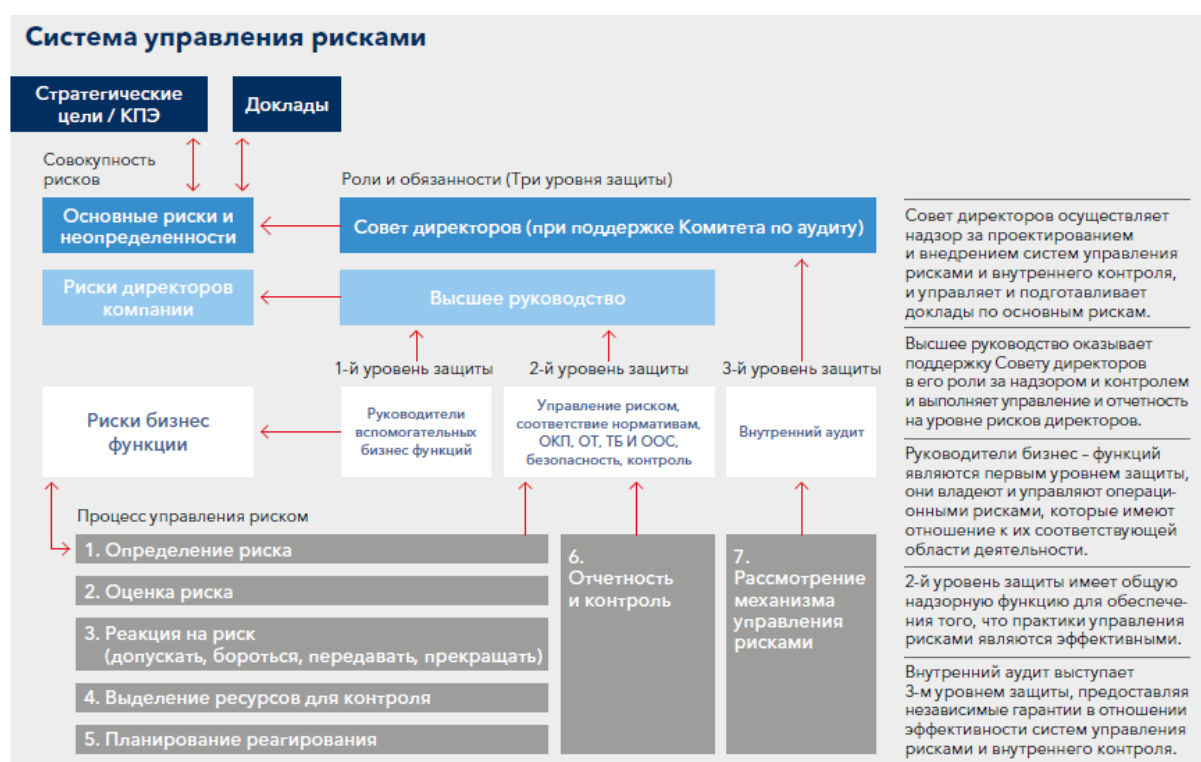 Система управления рисками
Стратегические
цели / КПЭ
Доклады
Совокупность
рисков
Роли и обязанности (Три уровня защиты)
Основные риски и
неопределенности
Совет директоров (при поддержке Комитета по аудиту)
Риски директоров
компании
Высшее руководство
1-й уровень защиты
2-й уровень защиты
3-й уровень защиты
Риски бизнес
функции
Руководители
вспомогательных
бизнес функций
Управление риском,
соответствие нормативам,
ОКП, ОТ, ТБ И ООС,
безопасность, контроль
Внутренний аудит
Процесс управления риском
1. Определение риска
2. Оценка риска
3. Реакция на риск
(допускать, бороться, передавать, прекращать)
4. Выделение ресурсов для контроля
5. Планирование реагирования
6.
Отчетность
и контроль
7.
Рассмотрение
механизма
управления
рисками
Совет директоров осуществляет
надзор за проектированием
и внедрением систем управления
рисками и внутреннего контроля,
и управляет и подготавливает
доклады по основным рискам.
Высшее руководство оказывает
поддержку Совету директоров
в его роли за надзором и контролем
и выполняет управление и отчетность
на уровне рисков директоров.
Руководители бизнес – функций
являются первым уровнем защиты,
они владеют и управляют операци-
онными рисками, которые имеют
отношение к их соответствующей
области деятельности.
2-й уровень защиты имеет общую
надзорную функцию для обеспече-
ния того, что практики управления
рисками являются эффективными.
Внутренний аудит выступает
3-м уровнем защиты, предоставляя
независимые гарантии в отношении
эффективности систем управления
рисками и внутреннего контроля.